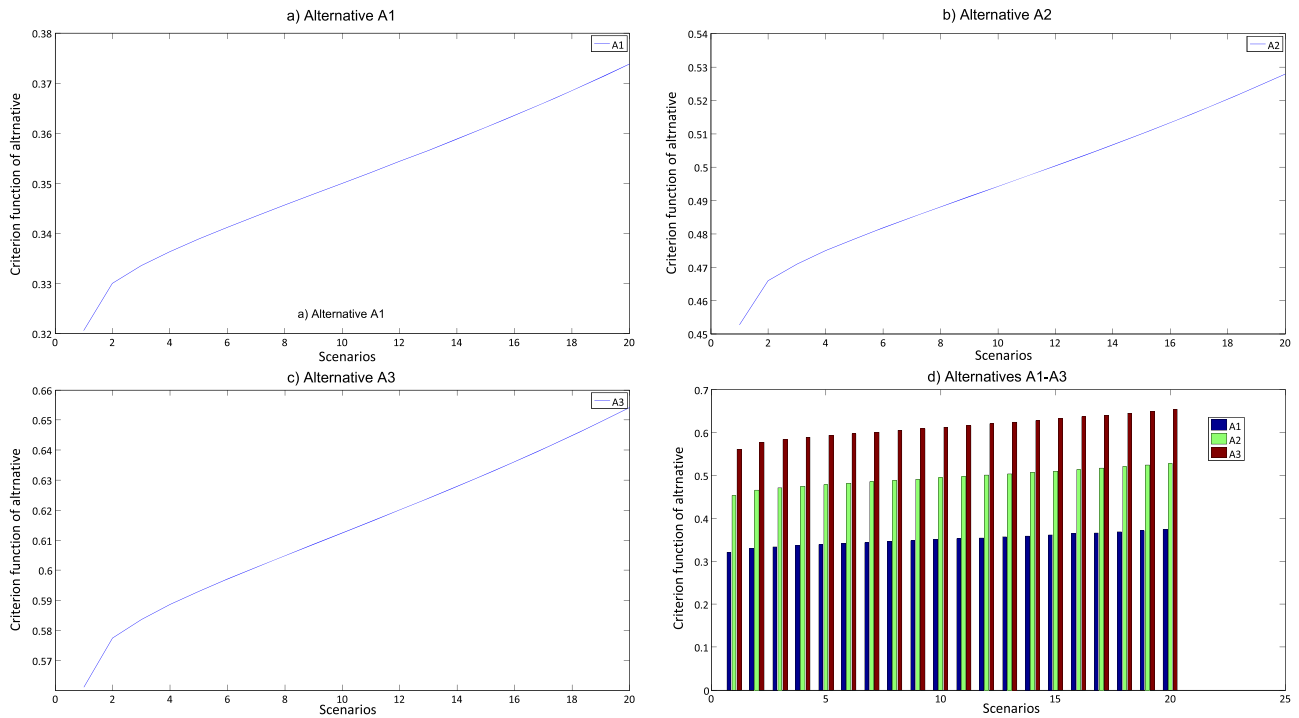 a) Alternative A1
0.38
0.37
0.36
0.35
0.34
0.33
0.32
Criterion function of altrnative
A1
a) Alternative A1
0 2 4 6 8 10 12 14 16 18 20
Scenarios
b) Alternative A2
0.54
0.53
0.52
0.51
0.5
0.49
0.48
0.47
0.46
0.45
Criterion function of altrnative
A2
0 2 4 6 8 10 12 14 16 18 20
Scenarios
c) Alternative A3
0.66
0.65
0.64
0.63
0.62
0.61
0.6
0.59
0.58
0.57
Criterion function of altrnative
A3
0 2 4 6 8 10 12 14 16 18 20
Scenarios
d) Alternatives A1-A3
0.7
0.6
0.5
0.4
0.3
0.2
0.1
0
Criterion function of altrnative
A1
A2
A3
0 5 10 15 20 25
Scenarios